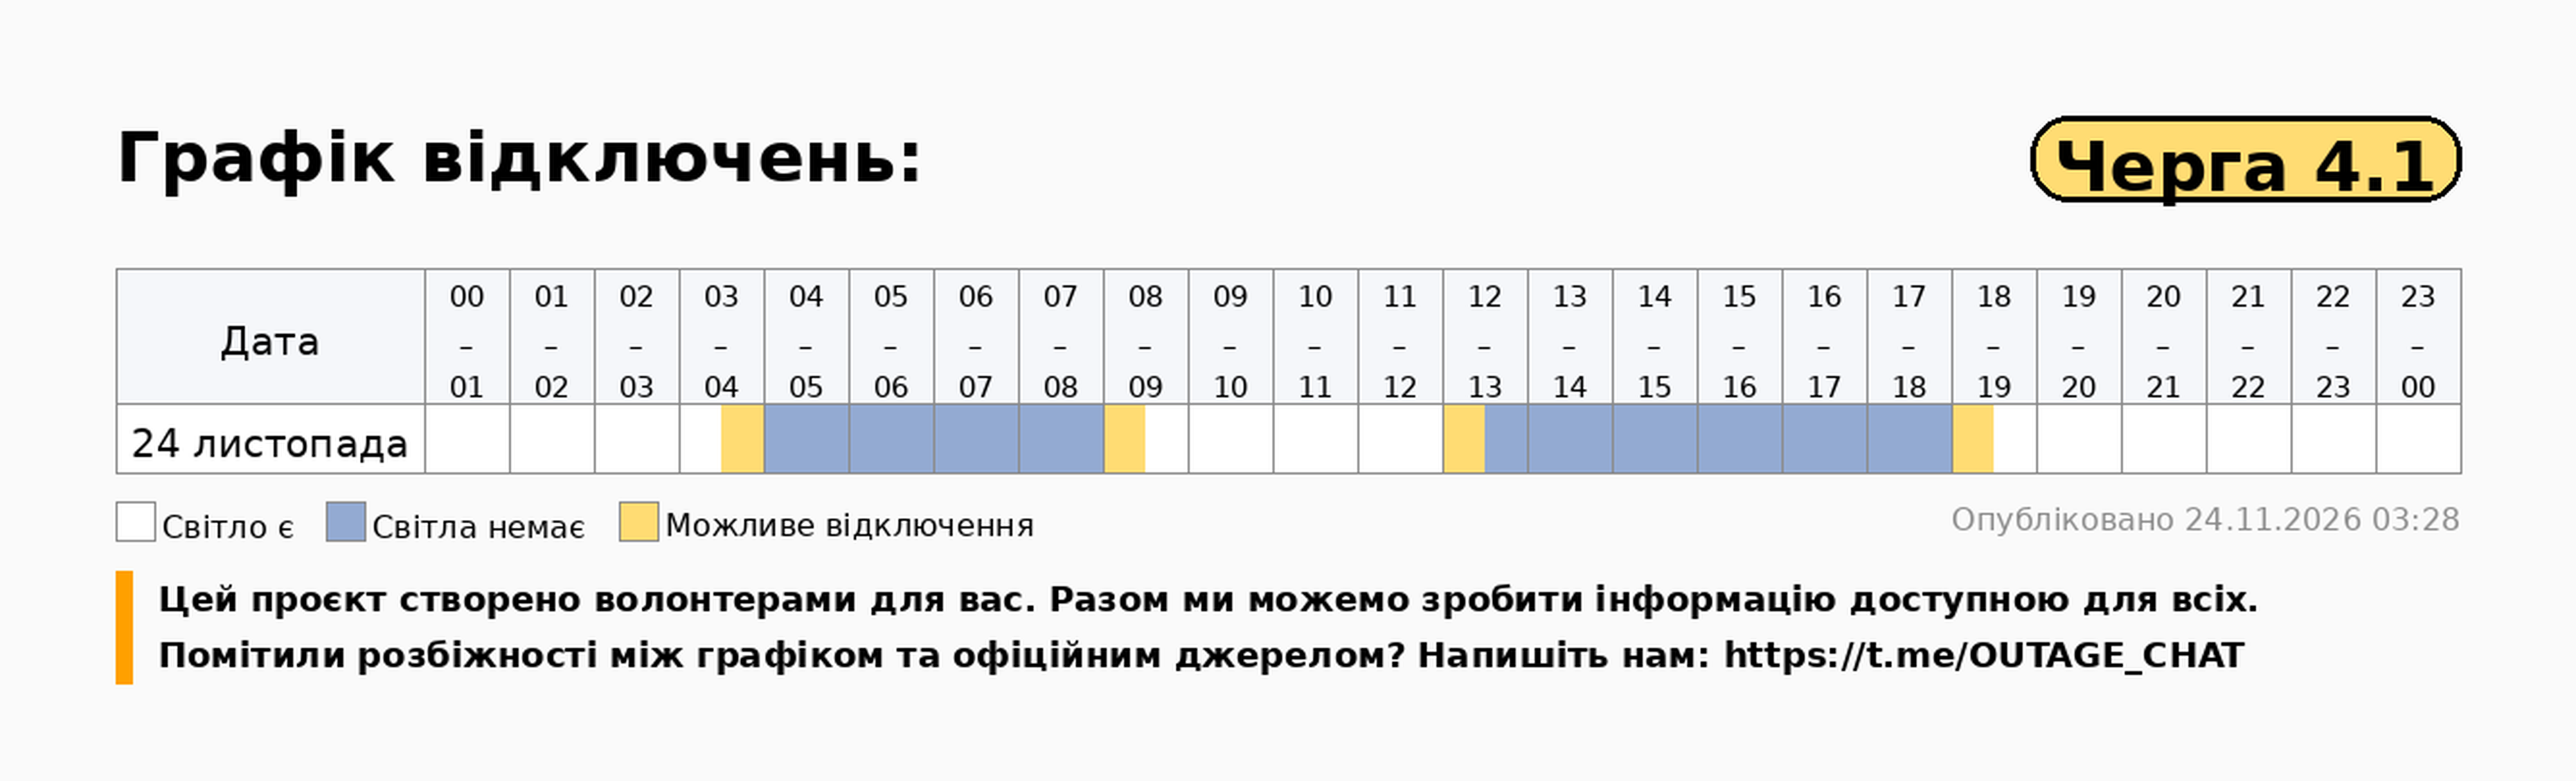 Графік відключень:
Черга 4.1
Дата
00 – 01
01 – 02
02 – 03
03 – 04
04 – 05
05 – 06
06 – 07
07 – 08
08 – 09
09 – 10
10 – 11
11 – 12
12 – 13
13 – 14
14 – 15
15 – 16
16 – 17
17 – 18
18 – 19
19 – 20
20 – 21
21 – 22
22 – 23
23 – 00
24 листопада
Світло є
Світла немає
Можливе відключення
Опубліковано 24.11.2026 03:28
Цей проєкт створено волонтерами для вас. Разом ми можемо зробити інформацію доступною для всіх.
Помітили розбіжності між графіком та офіційним джерелом? Напишіть нам: https://t.me/OUTAGE_CHAT